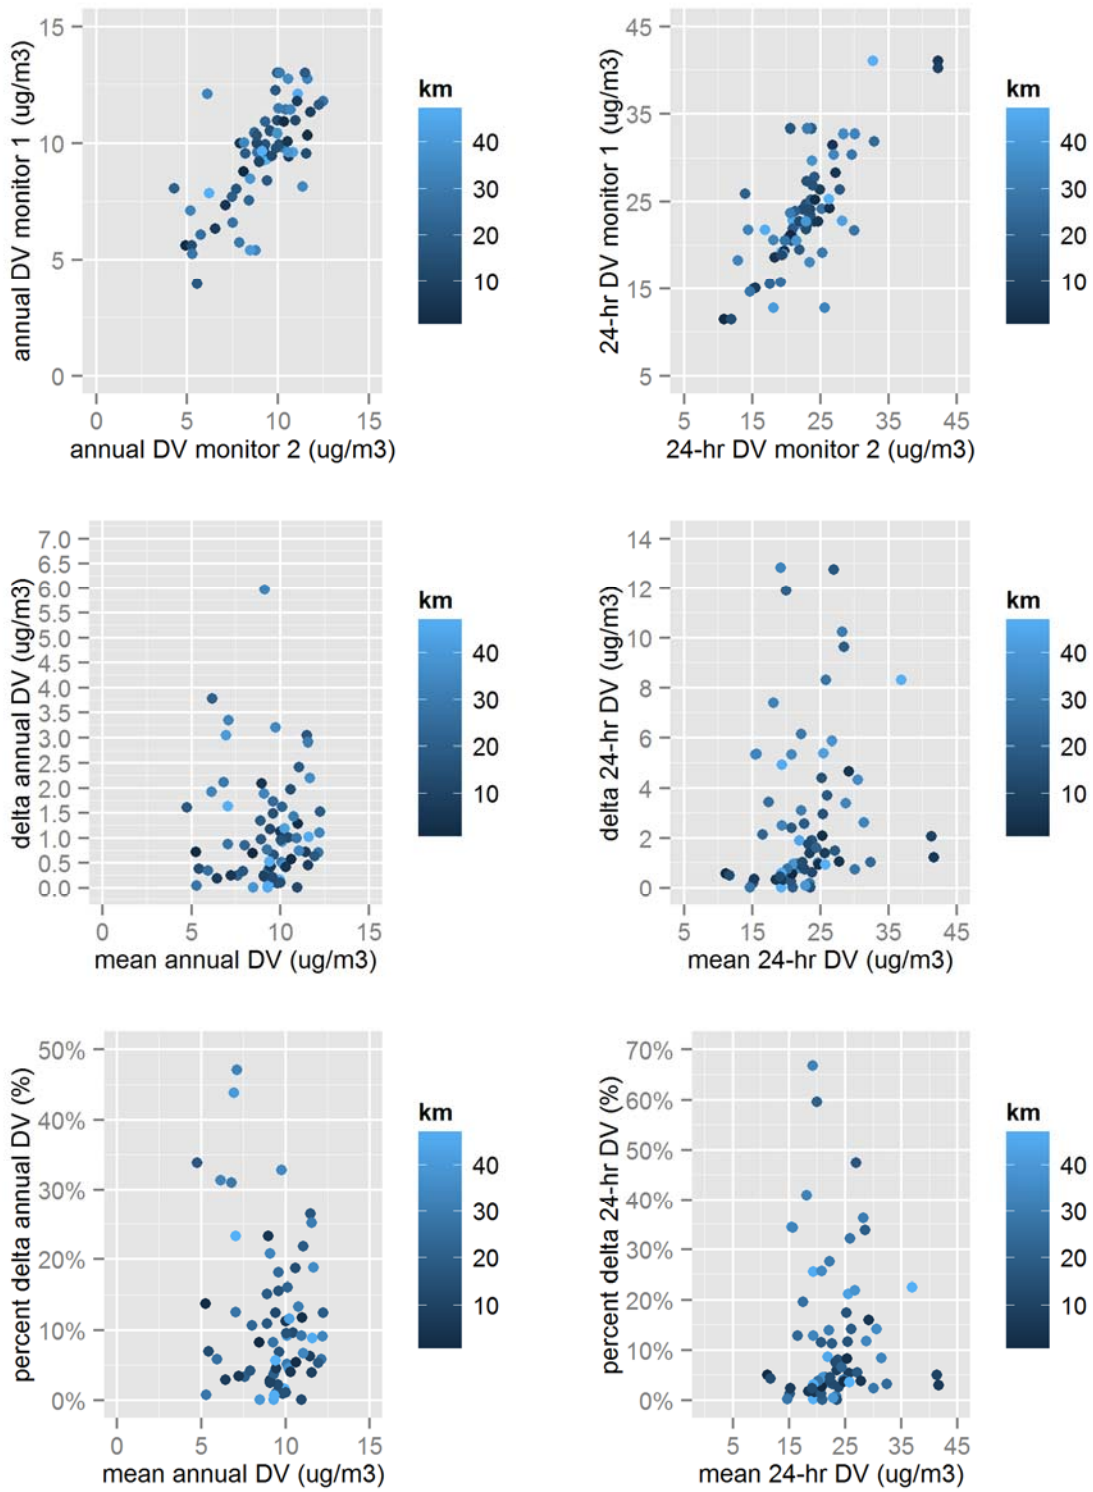 annual DV monitor 1 (ug/m3)
15
10
5
0
0 5 10 15
annual DV monitor 2 (ug/m3)
km
40
30
20
10
24-hr DV monitor 1 (ug/m3)
45
35
25
15
5
5 15 25 35 45
24-hr DV monitor 2 (ug/m3)
km
40
30
20
10
delta annual DV (ug/m3)
7.0
6.5
6.0
5.5
5.0
4.5
4.0
3.5
3.0
2.5
2.0
1.5
1.0
0.5
0.0
0 5 10 15
mean annual DV (ug/m3)
km
40
30
20
10
delta 24-hr DV (ug/m3)
14
12
10
8
6
4
2
0
5 15 25 35 45
mean 24-hr DV (ug/m3)
km
40
30
20
10
percent delta annual DV (%)
50%
40%
30%
20%
10%
0%
0 5 10 15
mean annual DV (ug/m3)
km
40
30
20
10
percent delta 24-hr DV (%)
70%
60%
50%
40%
30%
20%
10%
0%
5 15 25 35 45
mean 24-hr DV (ug/m3)
km
40
30
20
10